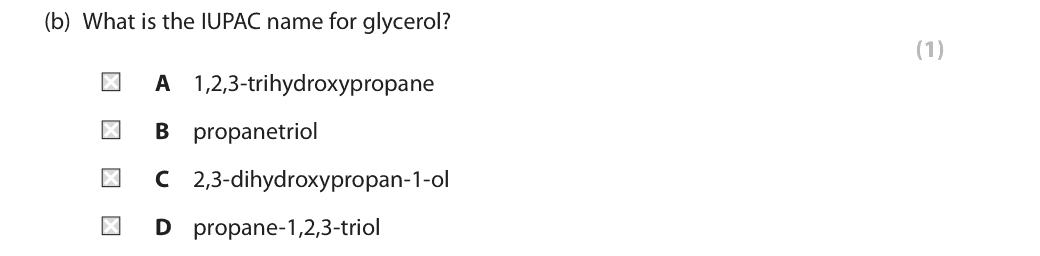 (b) What is the IUPAC name for glycerol?
(1)
A 1,2,3-trihydroxypropane
B propanetriol
C 2,3-dihydroxypropan-1-ol
D propane-1,2,3-triol